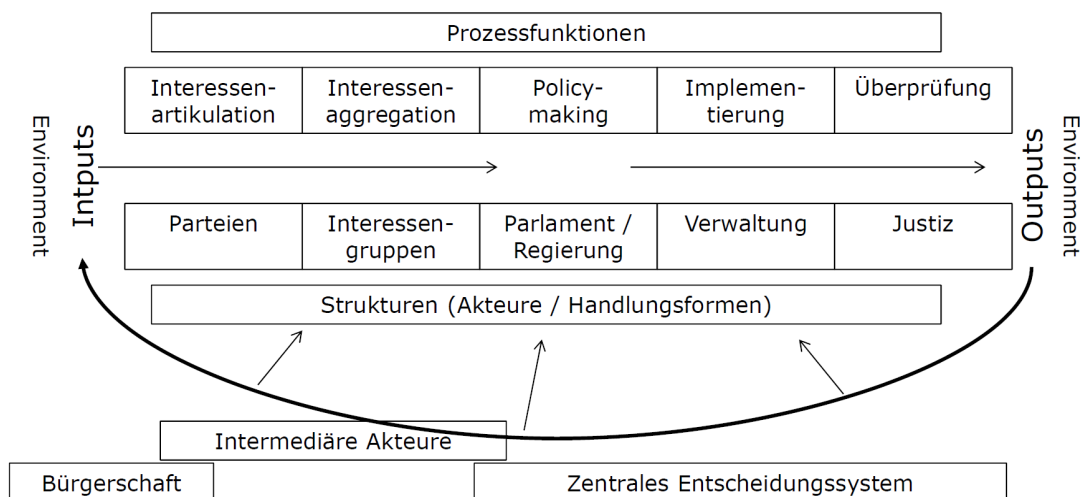 Prozessfunktionen
Interessen-
artikulation
Interessen-
aggregation
Policy-
making
Implemen-
tierung
Überprüfung
Environment
Intputs
Outputs
Environment
Parteien
Interessen-
gruppen
Parlament /
Regierung
Verwaltung
Justiz
Strukturen (Akteure / Handlungsformen)
Intermediäre Akteure
Bürgerschaft
Zentrales Entscheidungssystem